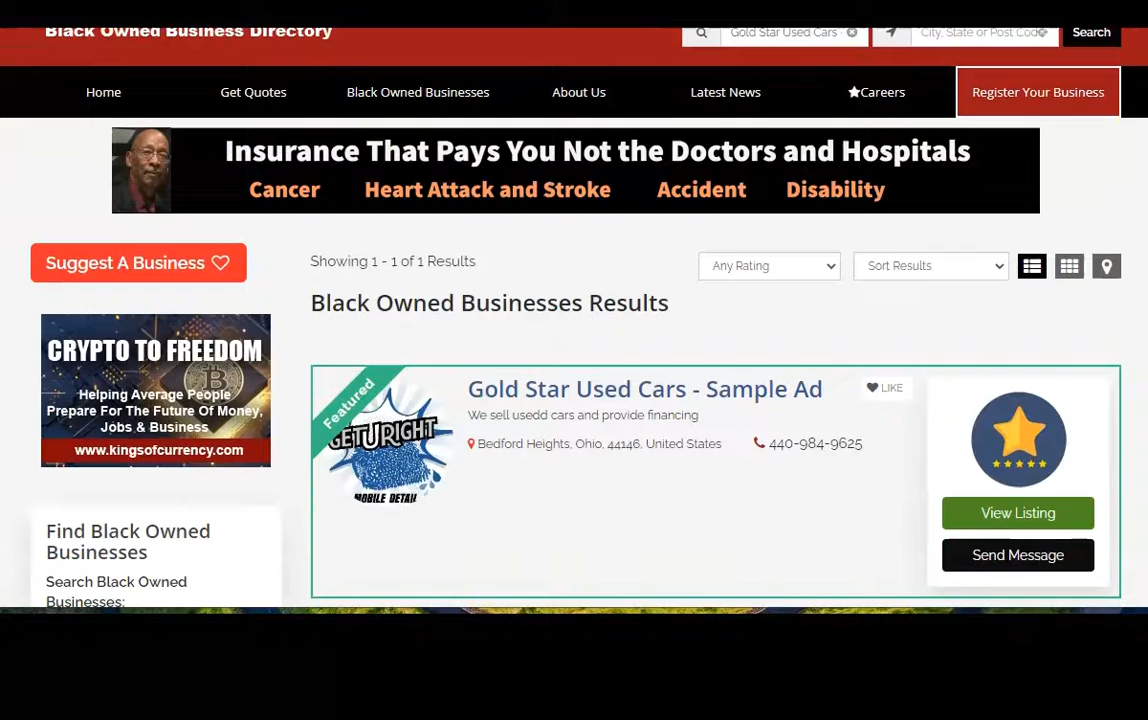 Black Owned Business Directory
Gold Star Used Cars -
City, State or Post Code
Search
Home
Get Quotes
Black Owned Businesses
About Us
Latest News
Careers
Register Your Business
Insurance That Pays You Not the Doctors and Hospitals
Cancer Heart Attack and Stroke Accident Disability
Suggest A Business
Showing 1 - 1 of 1 Results
Any Rating
Sort Results
Black Owned Businesses Results
CRYPTO TO FREEDOM
Helping Average People
Prepare For The Future Of Money,
Jobs & Business
www.kingsofcurrency.com
Featured
GETURIGHT
MOBILE DETAIL
Gold Star Used Cars - Sample Ad
LIKE
We sell usedd cars and provide financing
Bedford Heights, Ohio, 44146, United States
440-984-9625
View Listing
Send Message
Find Black Owned
Businesses
Search Black Owned
Businesses: